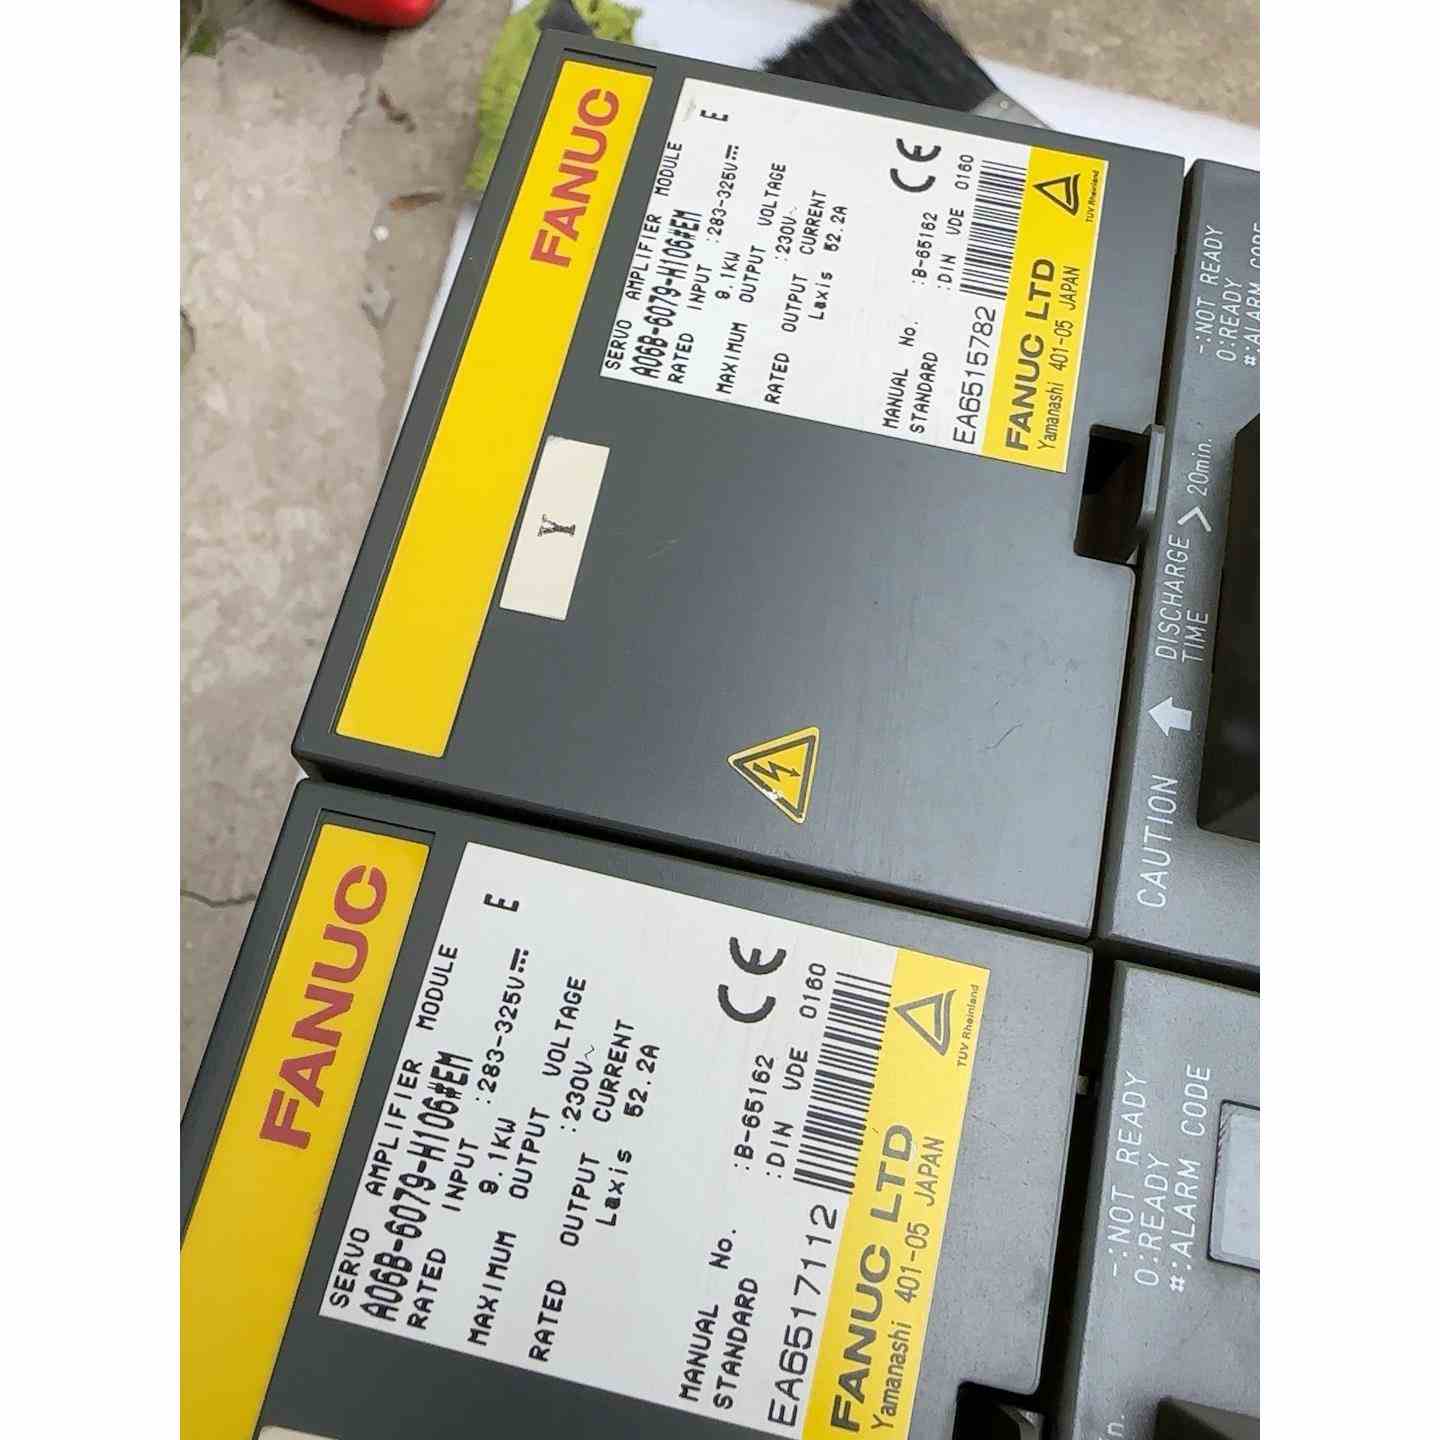 FANUC
SERVO AMPLIFIER MODULE
A06B-6079-H106#EM E
RATED INPUT :283-325V⎓
9.1KW
MAXIMUM OUTPUT VOLTAGE
:230V~
RATED OUTPUT CURRENT
Laxis 52.2A
MANUAL No. :B-65162
STANDARD :DIN VDE 0160
CE
EA6515782
FANUC LTD
Yamanashi 401-05 JAPAN
TUV Rheinland
Y
-:NOT READY
0:READY
#:ALARM CODE
CAUTION
DISCHARGE TIME > 20min.
FANUC
SERVO AMPLIFIER MODULE
A06B-6079-H106#EM E
RATED INPUT :283-325V⎓
9.1KW
MAXIMUM OUTPUT VOLTAGE
:230V~
RATED OUTPUT CURRENT
Laxis 52.2A
MANUAL No. :B-65162
STANDARD :DIN VDE 0160
CE
EA6517112
FANUC LTD
Yamanashi 401-05 JAPAN
TUV Rheinland
-:NOT READY
0:READY
#:ALARM CODE